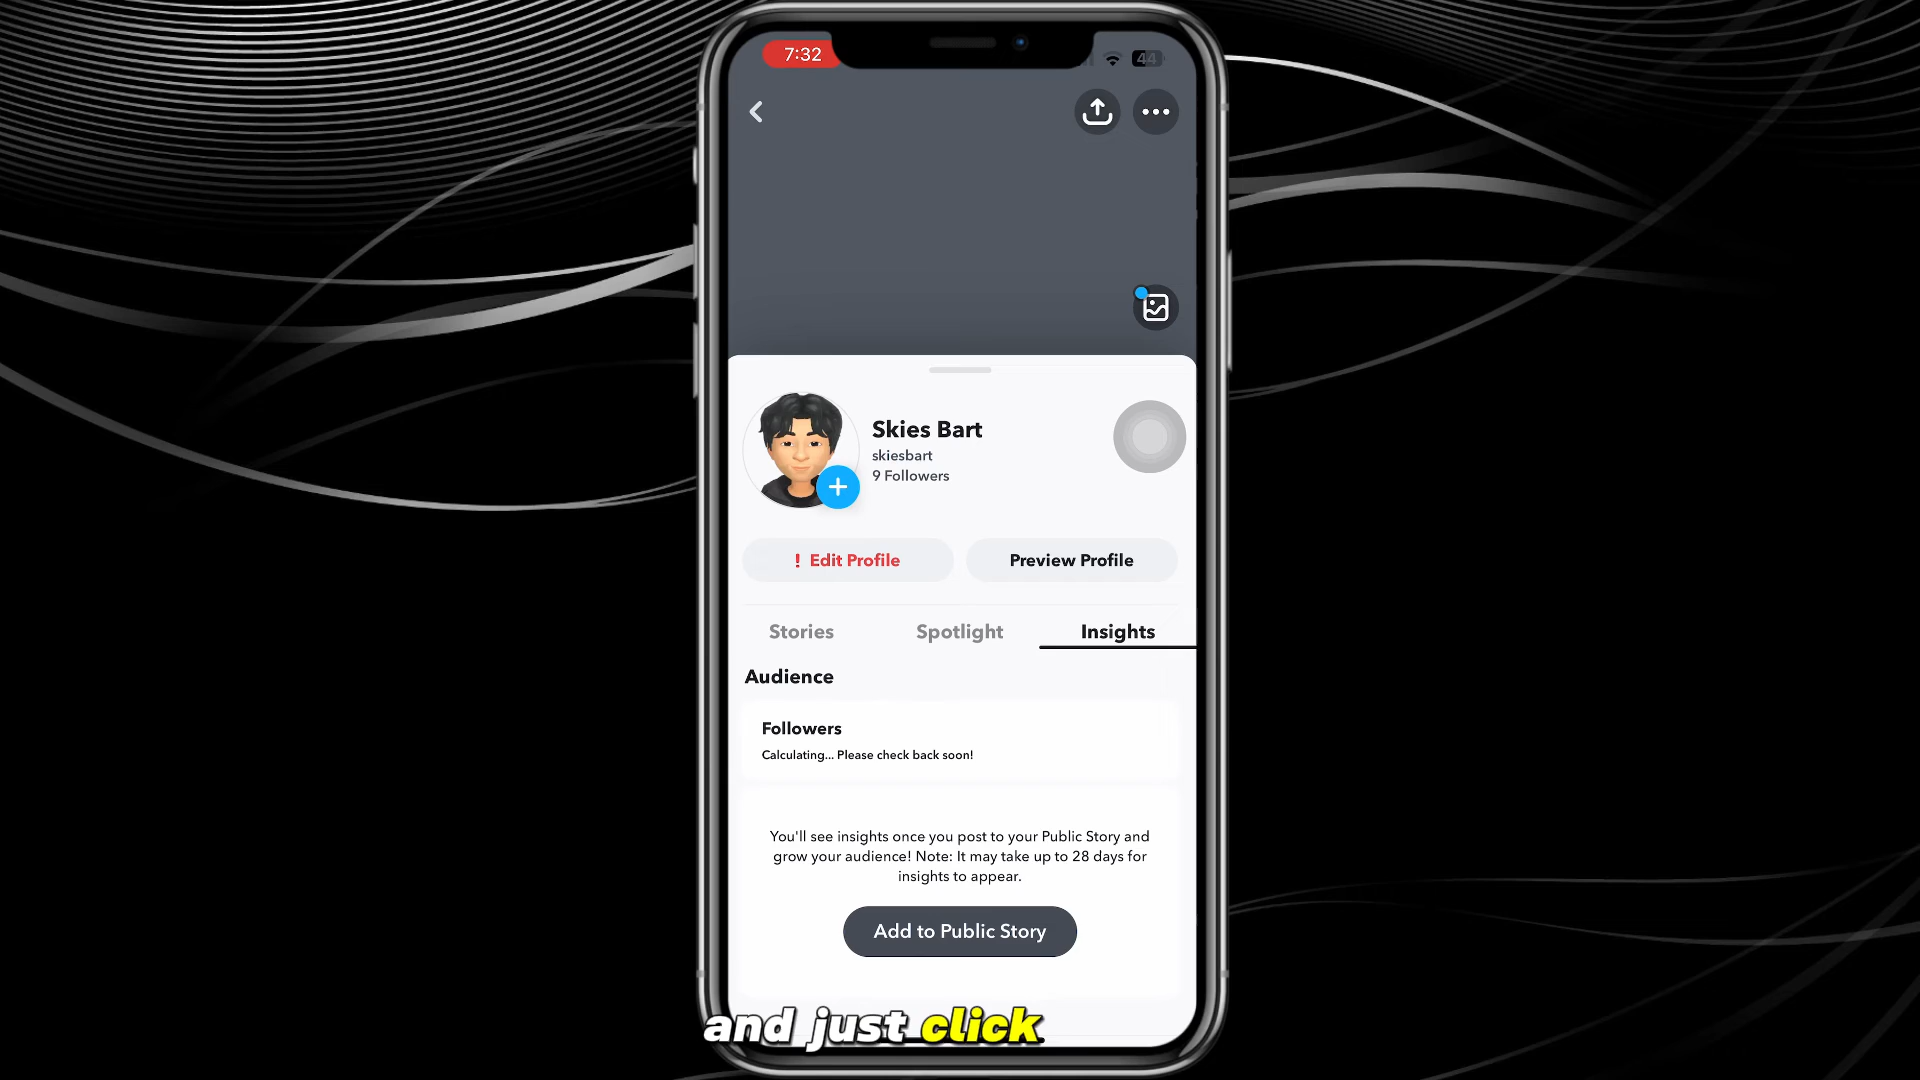 7:32
44
Skies Bart
skiesbart
9 Followers
! Edit Profile
Preview Profile
Stories
Spotlight
Insights
Audience
Followers
Calculating... Please check back soon!
You'll see insights once you post to your Public Story and
grow your audience! Note: It may take up to 28 days for
insights to appear.
Add to Public Story
and just click